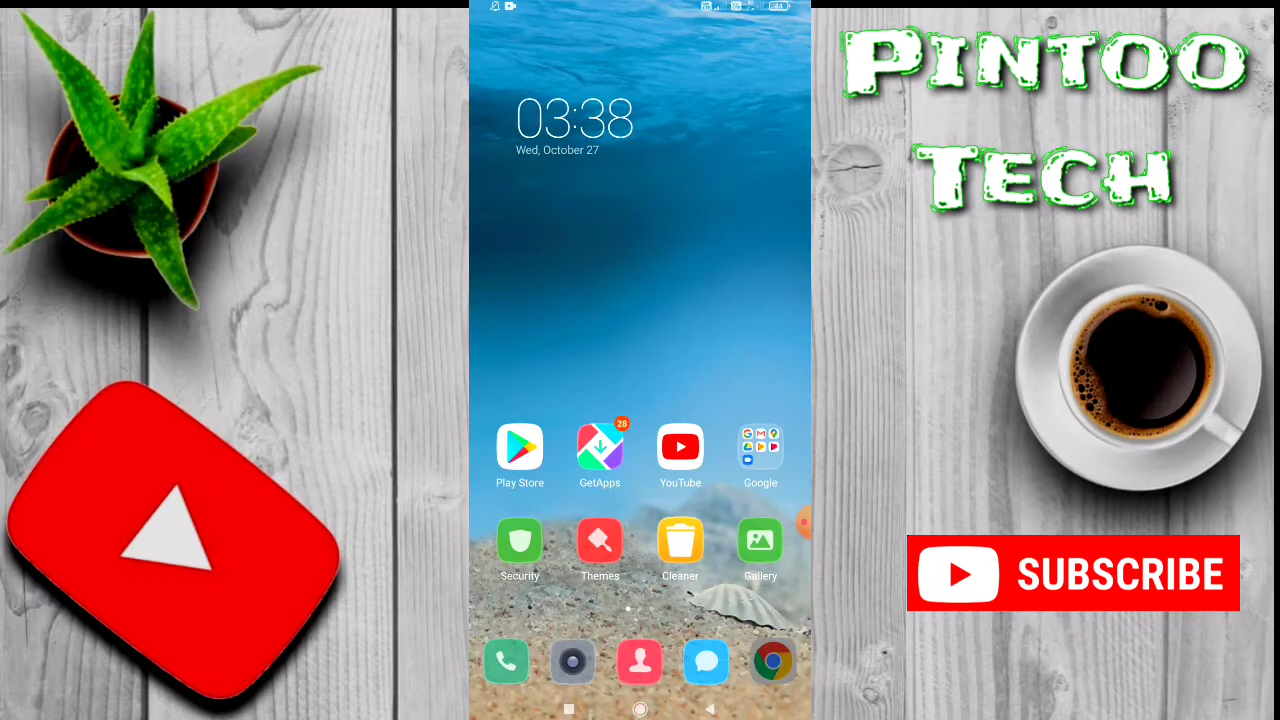 PINTOO
TECH
03:38
Wed, October 27
28
Play Store
GetApps
YouTube
Google
Security
Themes
Cleaner
Gallery
SUBSCRIBE